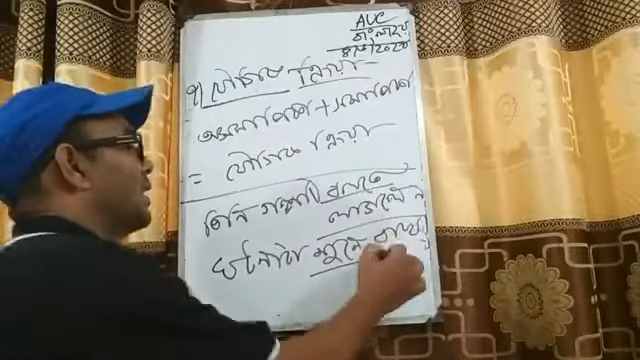 AUC
বাংলাদেশ
৭) যৌগিক ক্রিয়া
অসমাপিকা + সমাপিকা
= যৌগিক ক্রিয়া
তিনি গল্পটি বলতে
লাগলেন
ঘটনাটা শুনে রাখ